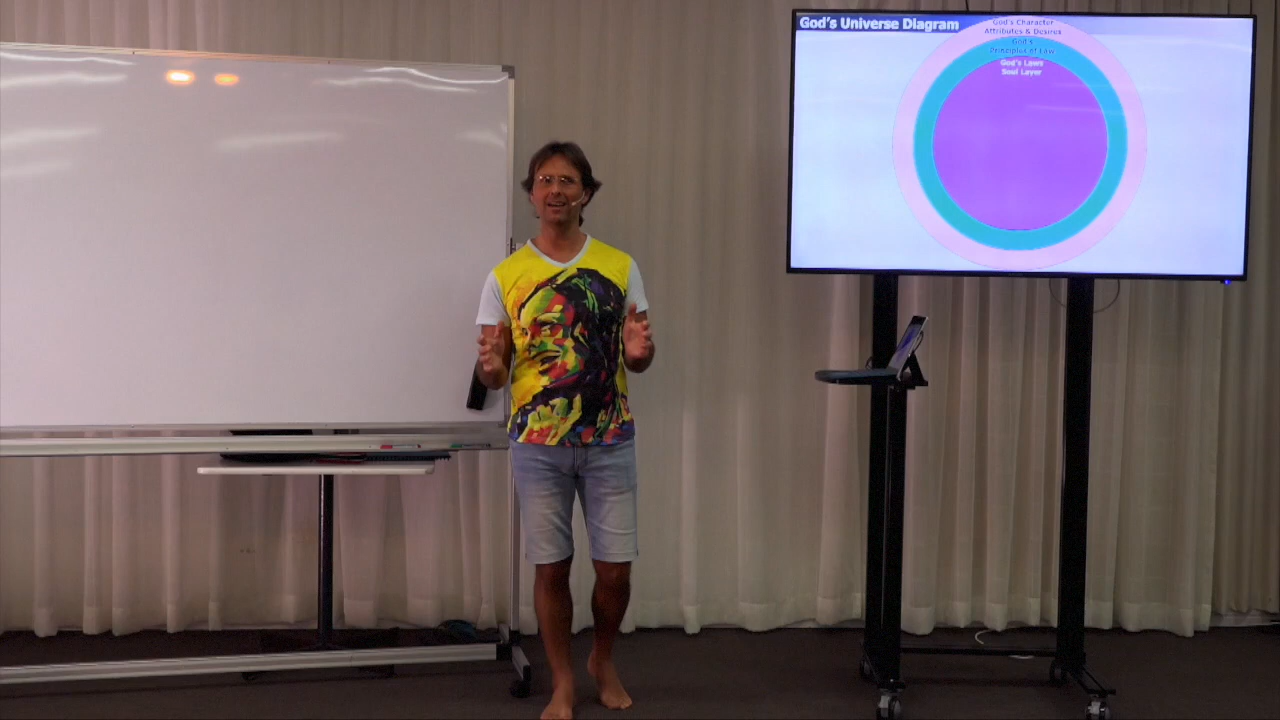 God's Universe Diagram
God's Character
Attributes & Desires
God's
Principles of Law
God's Laws
Soul Layer